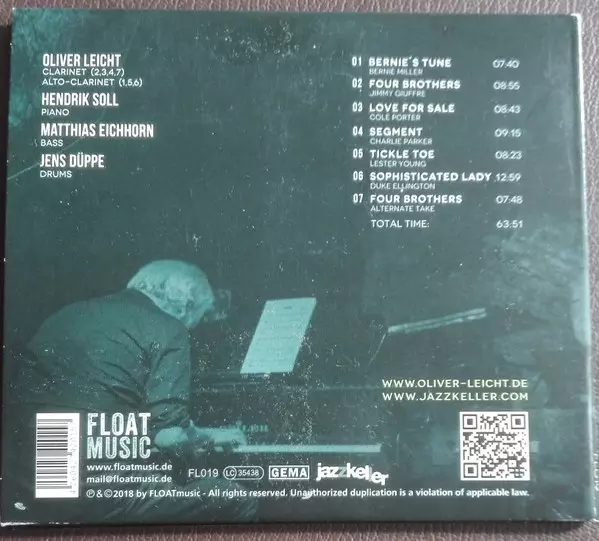 OLIVER LEICHT
CLARINET (2,3,4,7)
ALTO-CLARINET (1,5,6)
HENDRIK SOLL
PIANO
MATTHIAS EICHHORN
BASS
JENS DÜPPE
DRUMS
01 BERNIE´S TUNE 07:40
BERNIE MILLER
02 FOUR BROTHERS 08:55
JIMMY GIUFFRE
03 LOVE FOR SALE 08:43
COLE PORTER
04 SEGMENT 09:15
CHARLIE PARKER
05 TICKLE TOE 08:23
LESTER YOUNG
06 SOPHISTICATED LADY 12:59
DUKE ELLINGTON
07 FOUR BROTHERS 07:48
ALTERNATE TAKE
TOTAL TIME: 63:51
WWW.OLIVER-LEICHT.DE
WWW.JAZZKELLER.COM
FLOAT
MUSIC
www.floatmusic.de
mail@floatmusic.de
FL019 LC 35438 GEMA jazzkeller
℗ & ©2018 by FLOATmusic - All rights reserved. Unauthorized duplication is a violation of applicable law.